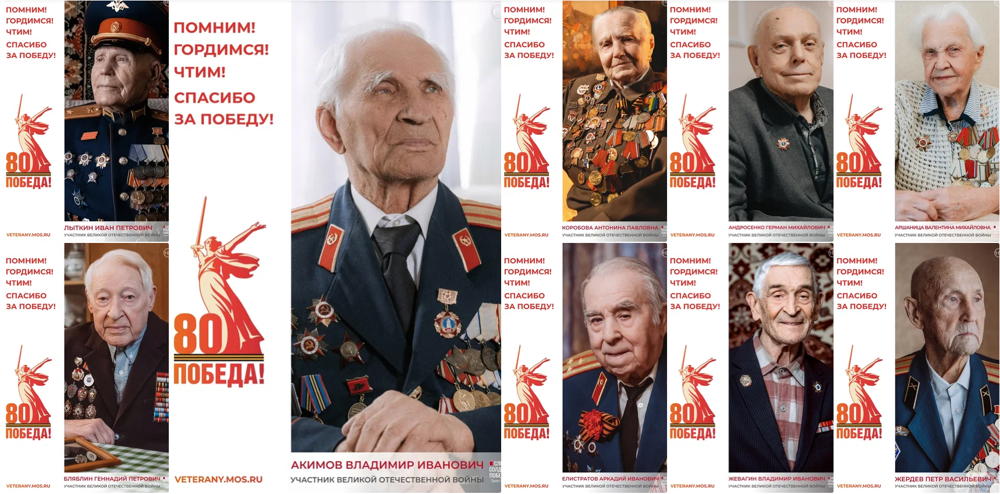 ПОМНИМ!
ГОРДИМСЯ!
ЧТИМ!
СПАСИБО
ЗА ПОБЕДУ!
80
ПОБЕДА!
VETERANY.MOS.RU
ЛЫТКИН ИВАН ПЕТРОВИЧ
УЧАСТНИК ВЕЛИКОЙ ОТЕЧЕСТВЕННОЙ ВОЙНЫ
ПОМНИМ!
ГОРДИМСЯ!
ЧТИМ!
СПАСИБО
ЗА ПОБЕДУ!
80
ПОБЕДА!
VETERANY.MOS.RU
АКИМОВ ВЛАДИМИР ИВАНОВИЧ
УЧАСТНИК ВЕЛИКОЙ ОТЕЧЕСТВЕННОЙ ВОЙНЫ
ПОМНИМ!
ГОРДИМСЯ!
ЧТИМ!
СПАСИБО
ЗА ПОБЕДУ!
80
ПОБЕДА!
VETERANY.MOS.RU
КОРОБОВА АНТОНИНА ПАВЛОВНА
УЧАСТНИК ВЕЛИКОЙ ОТЕЧЕСТВЕННОЙ ВОЙНЫ
ПОМНИМ!
ГОРДИМСЯ!
ЧТИМ!
СПАСИБО
ЗА ПОБЕДУ!
80
ПОБЕДА!
VETERANY.MOS.RU
АНДРОСЕНКО ГЕРМАН МИХАЙЛОВИЧ
УЧАСТНИК ВЕЛИКОЙ ОТЕЧЕСТВЕННОЙ ВОЙНЫ
ПОМНИМ!
ГОРДИМСЯ!
ЧТИМ!
СПАСИБО
ЗА ПОБЕДУ!
80
ПОБЕДА!
VETERANY.MOS.RU
АРШАНИЦА ВАЛЕНТИНА МИХАЙЛОВНА
УЧАСТНИК ВЕЛИКОЙ ОТЕЧЕСТВЕННОЙ ВОЙНЫ
ПОМНИМ!
ГОРДИМСЯ!
ЧТИМ!
СПАСИБО
ЗА ПОБЕДУ!
80
ПОБЕДА!
VETERANY.MOS.RU
БЛЯБЛИН ГЕННАДИЙ ПЕТРОВИЧ
УЧАСТНИК ВЕЛИКОЙ ОТЕЧЕСТВЕННОЙ ВОЙНЫ
ПОМНИМ!
ГОРДИМСЯ!
ЧТИМ!
СПАСИБО
ЗА ПОБЕДУ!
80
ПОБЕДА!
VETERANY.MOS.RU
ЕЛИСТРАТОВ АРКАДИЙ ИВАНОВИЧ
УЧАСТНИК ВЕЛИКОЙ ОТЕЧЕСТВЕННОЙ ВОЙНЫ
ПОМНИМ!
ГОРДИМСЯ!
ЧТИМ!
СПАСИБО
ЗА ПОБЕДУ!
80
ПОБЕДА!
VETERANY.MOS.RU
ЖЕВАГИН ВЛАДИМИР ИВАНОВИЧ
УЧАСТНИК ВЕЛИКОЙ ОТЕЧЕСТВЕННОЙ ВОЙНЫ
ПОМНИМ!
ГОРДИМСЯ!
ЧТИМ!
СПАСИБО
ЗА ПОБЕДУ!
80
ПОБЕДА!
VETERANY.MOS.RU
ЖЕРДЕВ ПЕТР ВАСИЛЬЕВИЧ
УЧАСТНИК ВЕЛИКОЙ ОТЕЧЕСТВЕННОЙ ВОЙНЫ